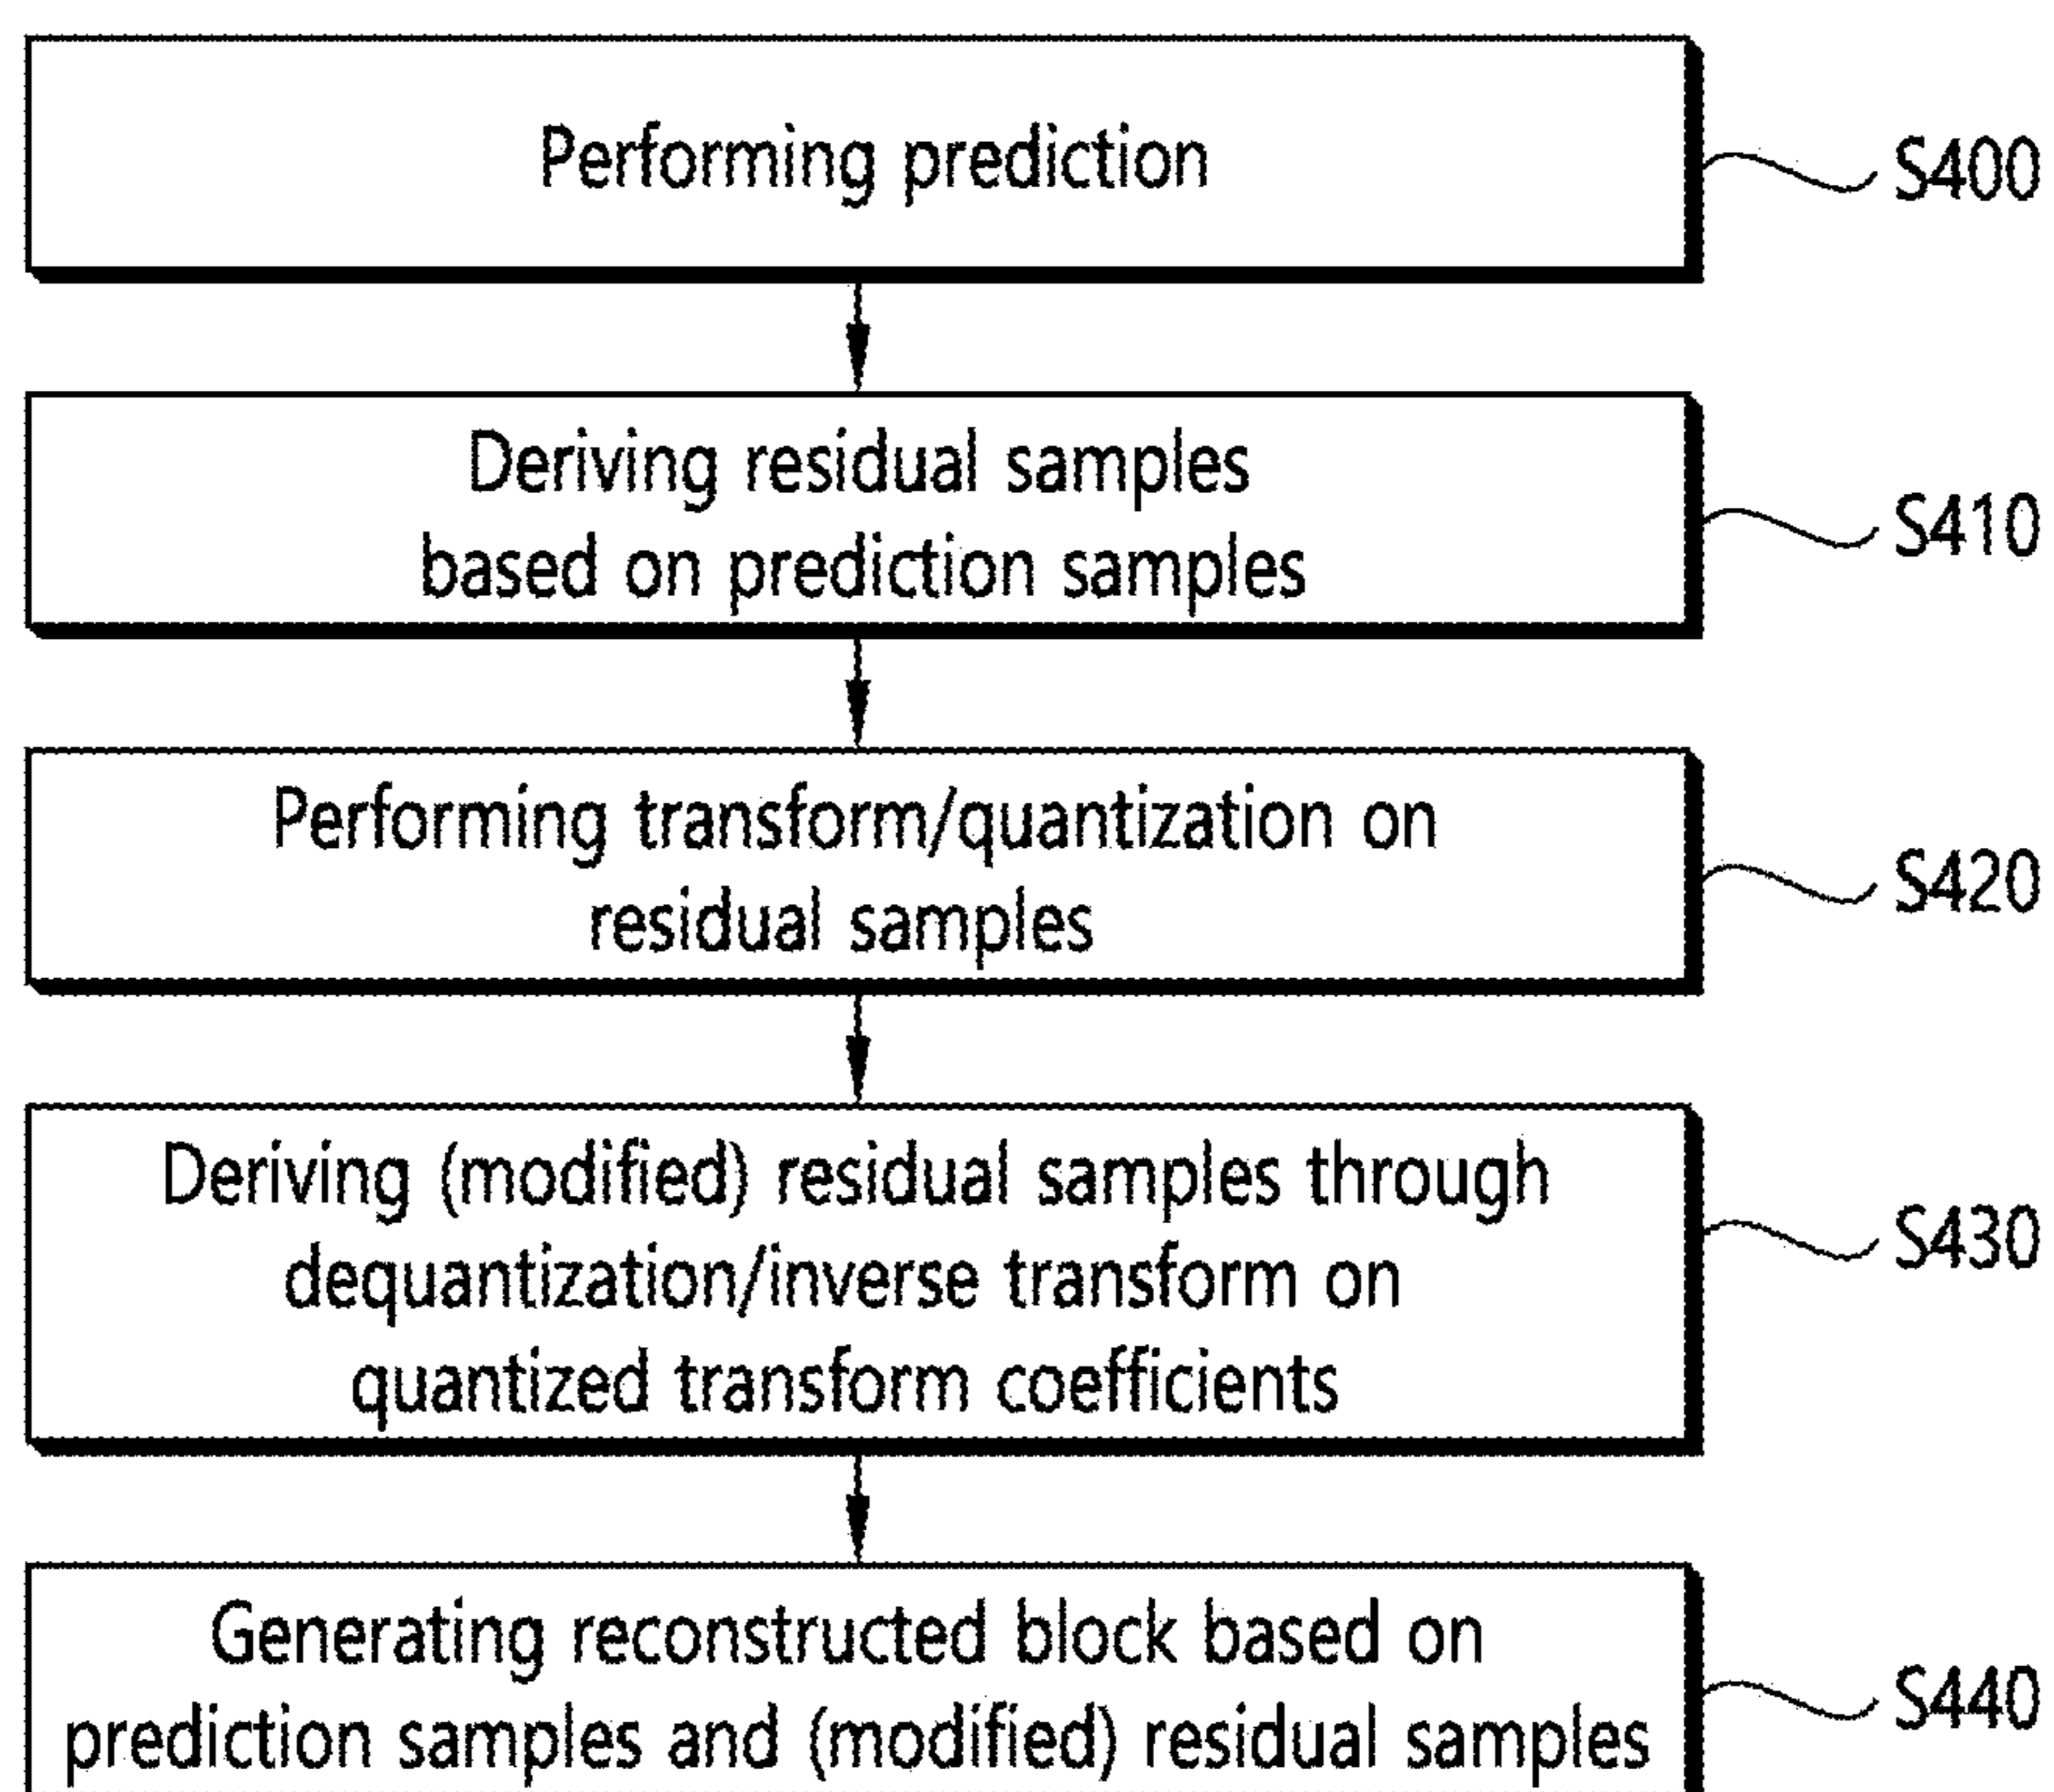 Performing prediction
S400
Deriving residual samples
based on prediction samples
S410
Performing transform/quantization on
residual samples
S420
Deriving (modified) residual samples through
dequantization/inverse transform on
quantized transform coefficients
S430
Generating reconstructed block based on
prediction samples and (modified) residual samples
S440